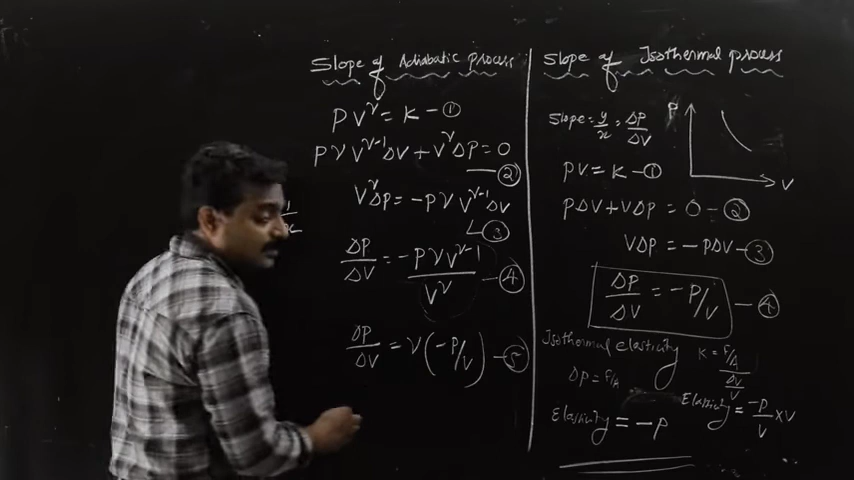 Slope of Adiabatic process
PV^γ = K — ①
PγV^γ-1 ΔV + V^γ ΔP = 0
— ②
V^γ ΔP = -PγV^γ-1 ΔV
— ③
ΔP/ΔV = -PγV^γ-1/V^γ — ④
ΔP/ΔV = γ(-P/V) — ⑤
Slope of Isothermal process
Slope = y/x = ΔP/ΔV
P
V
PV = K — ①
PΔV + VΔP = 0 — ②
VΔP = -PΔV — ③
ΔP/ΔV = -P/V — ④
Isothermal elasticity
K = F/A / ΔV/V
ΔP = F/A
Elasticity = -P/V × V
Elasticity = -P